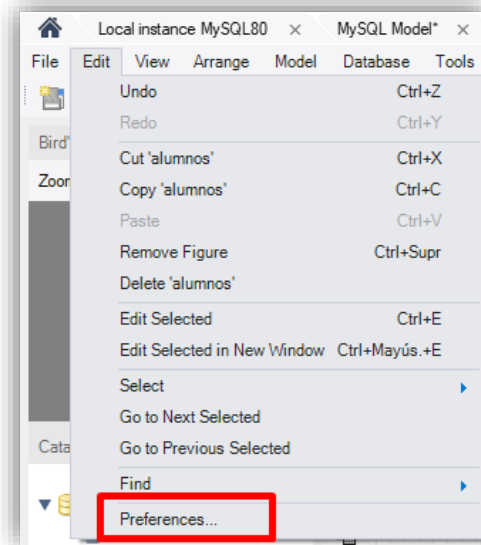 Local instance MySQL80 × MySQL Model* ×
File Edit View Arrange Model Database Tools
Undo Ctrl+Z
Redo Ctrl+Y
Bird'
Cut 'alumnos' Ctrl+X
Zoor
Copy 'alumnos' Ctrl+C
Paste Ctrl+V
Remove Figure Ctrl+Supr
Delete 'alumnos'
Edit Selected Ctrl+E
Edit Selected in New Window Ctrl+Mayús.+E
Select
Go to Next Selected
Cata
Go to Previous Selected
Find
Preferences...